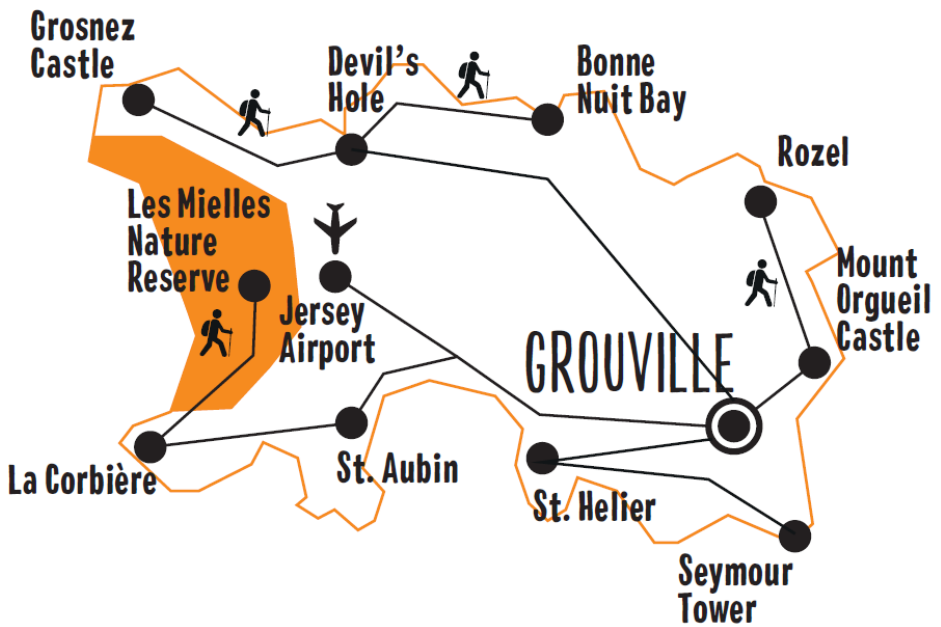 Grosnez
Castle
Devil's
Hole
Bonne
Nuit Bay
Rozel
Les Mielles
Nature
Reserve
Mount
Orgueil
Castle
Jersey
Airport
GROUVILLE
La Corbière
St. Aubin
St. Helier
Seymour
Tower